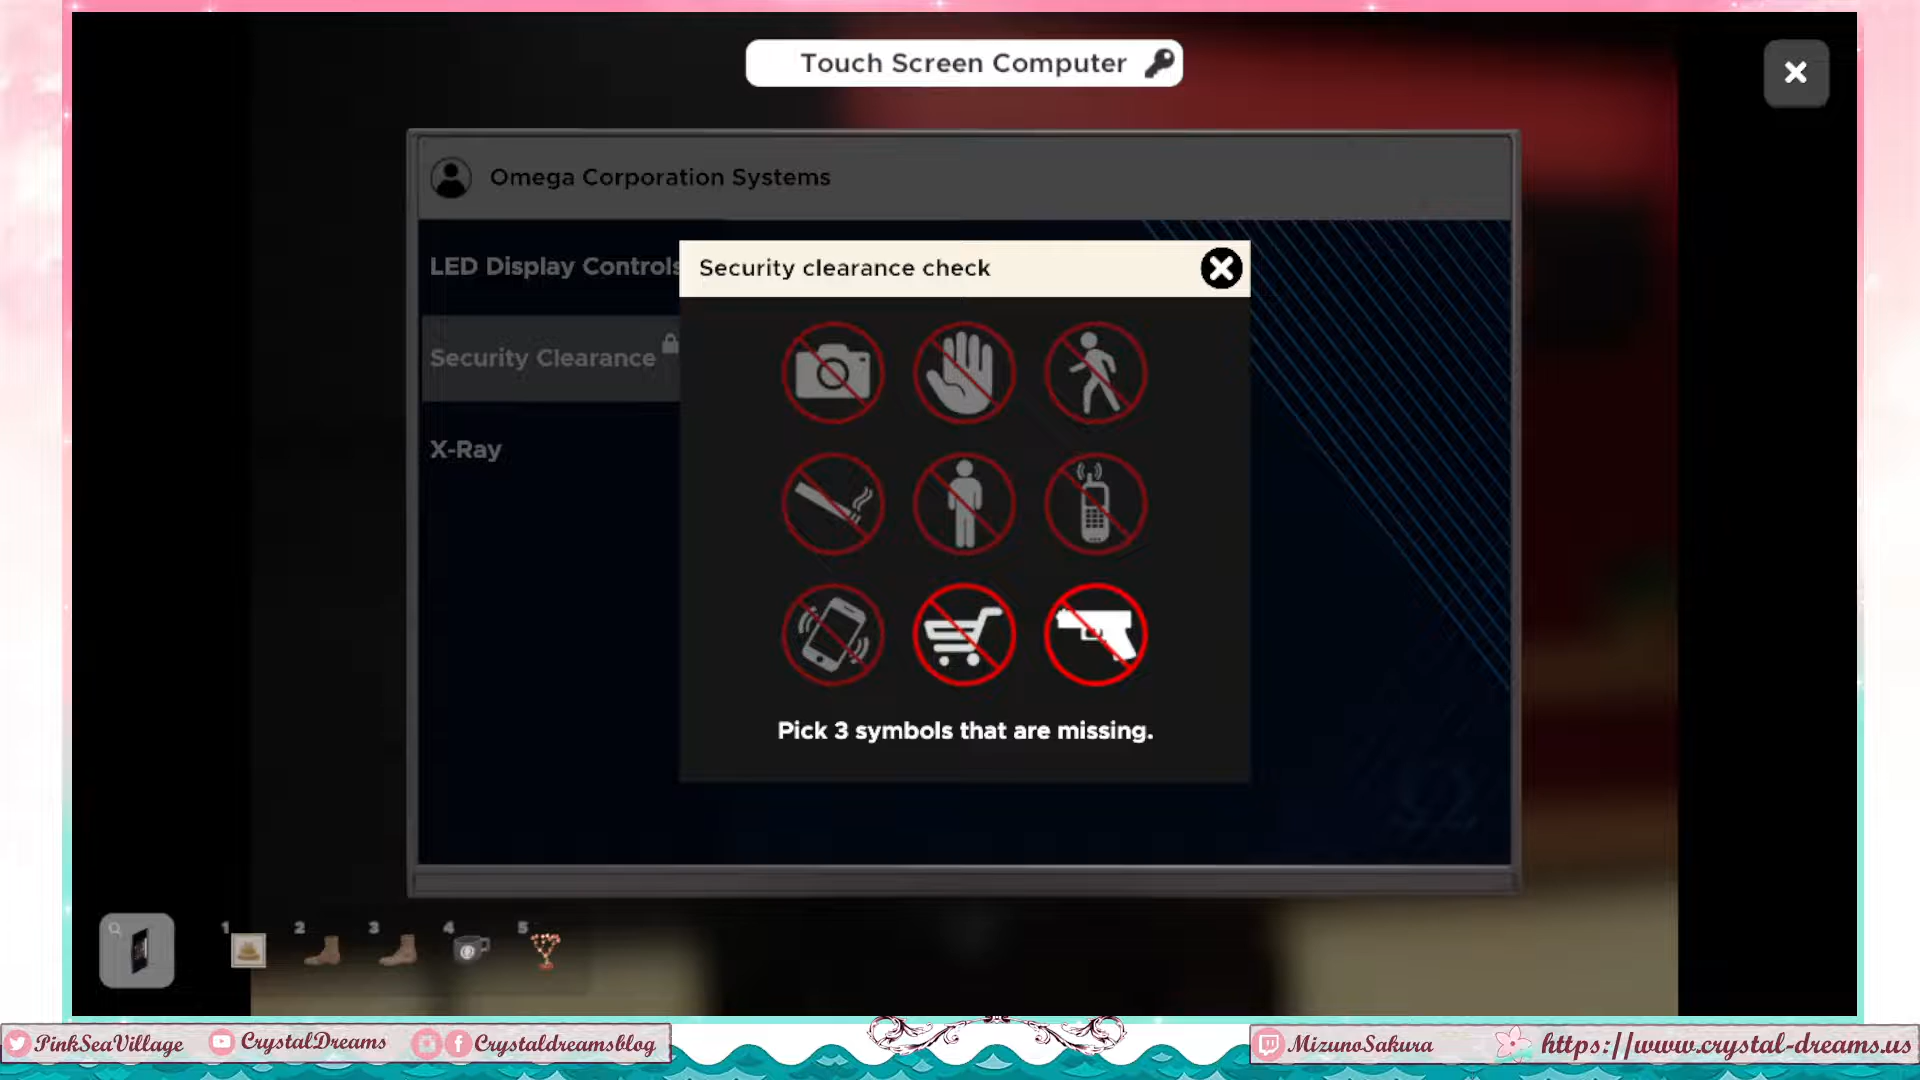 Touch Screen Computer
Omega Corporation Systems
LED Display Controls
Security clearance check
Security Clearance
X-Ray
Pick 3 symbols that are missing.
Ω
1 2 3 4 5
PinkSeaVillage CrystalDreams Crystaldreamsblog MizunoSakura https://www.crystal-dreams.us